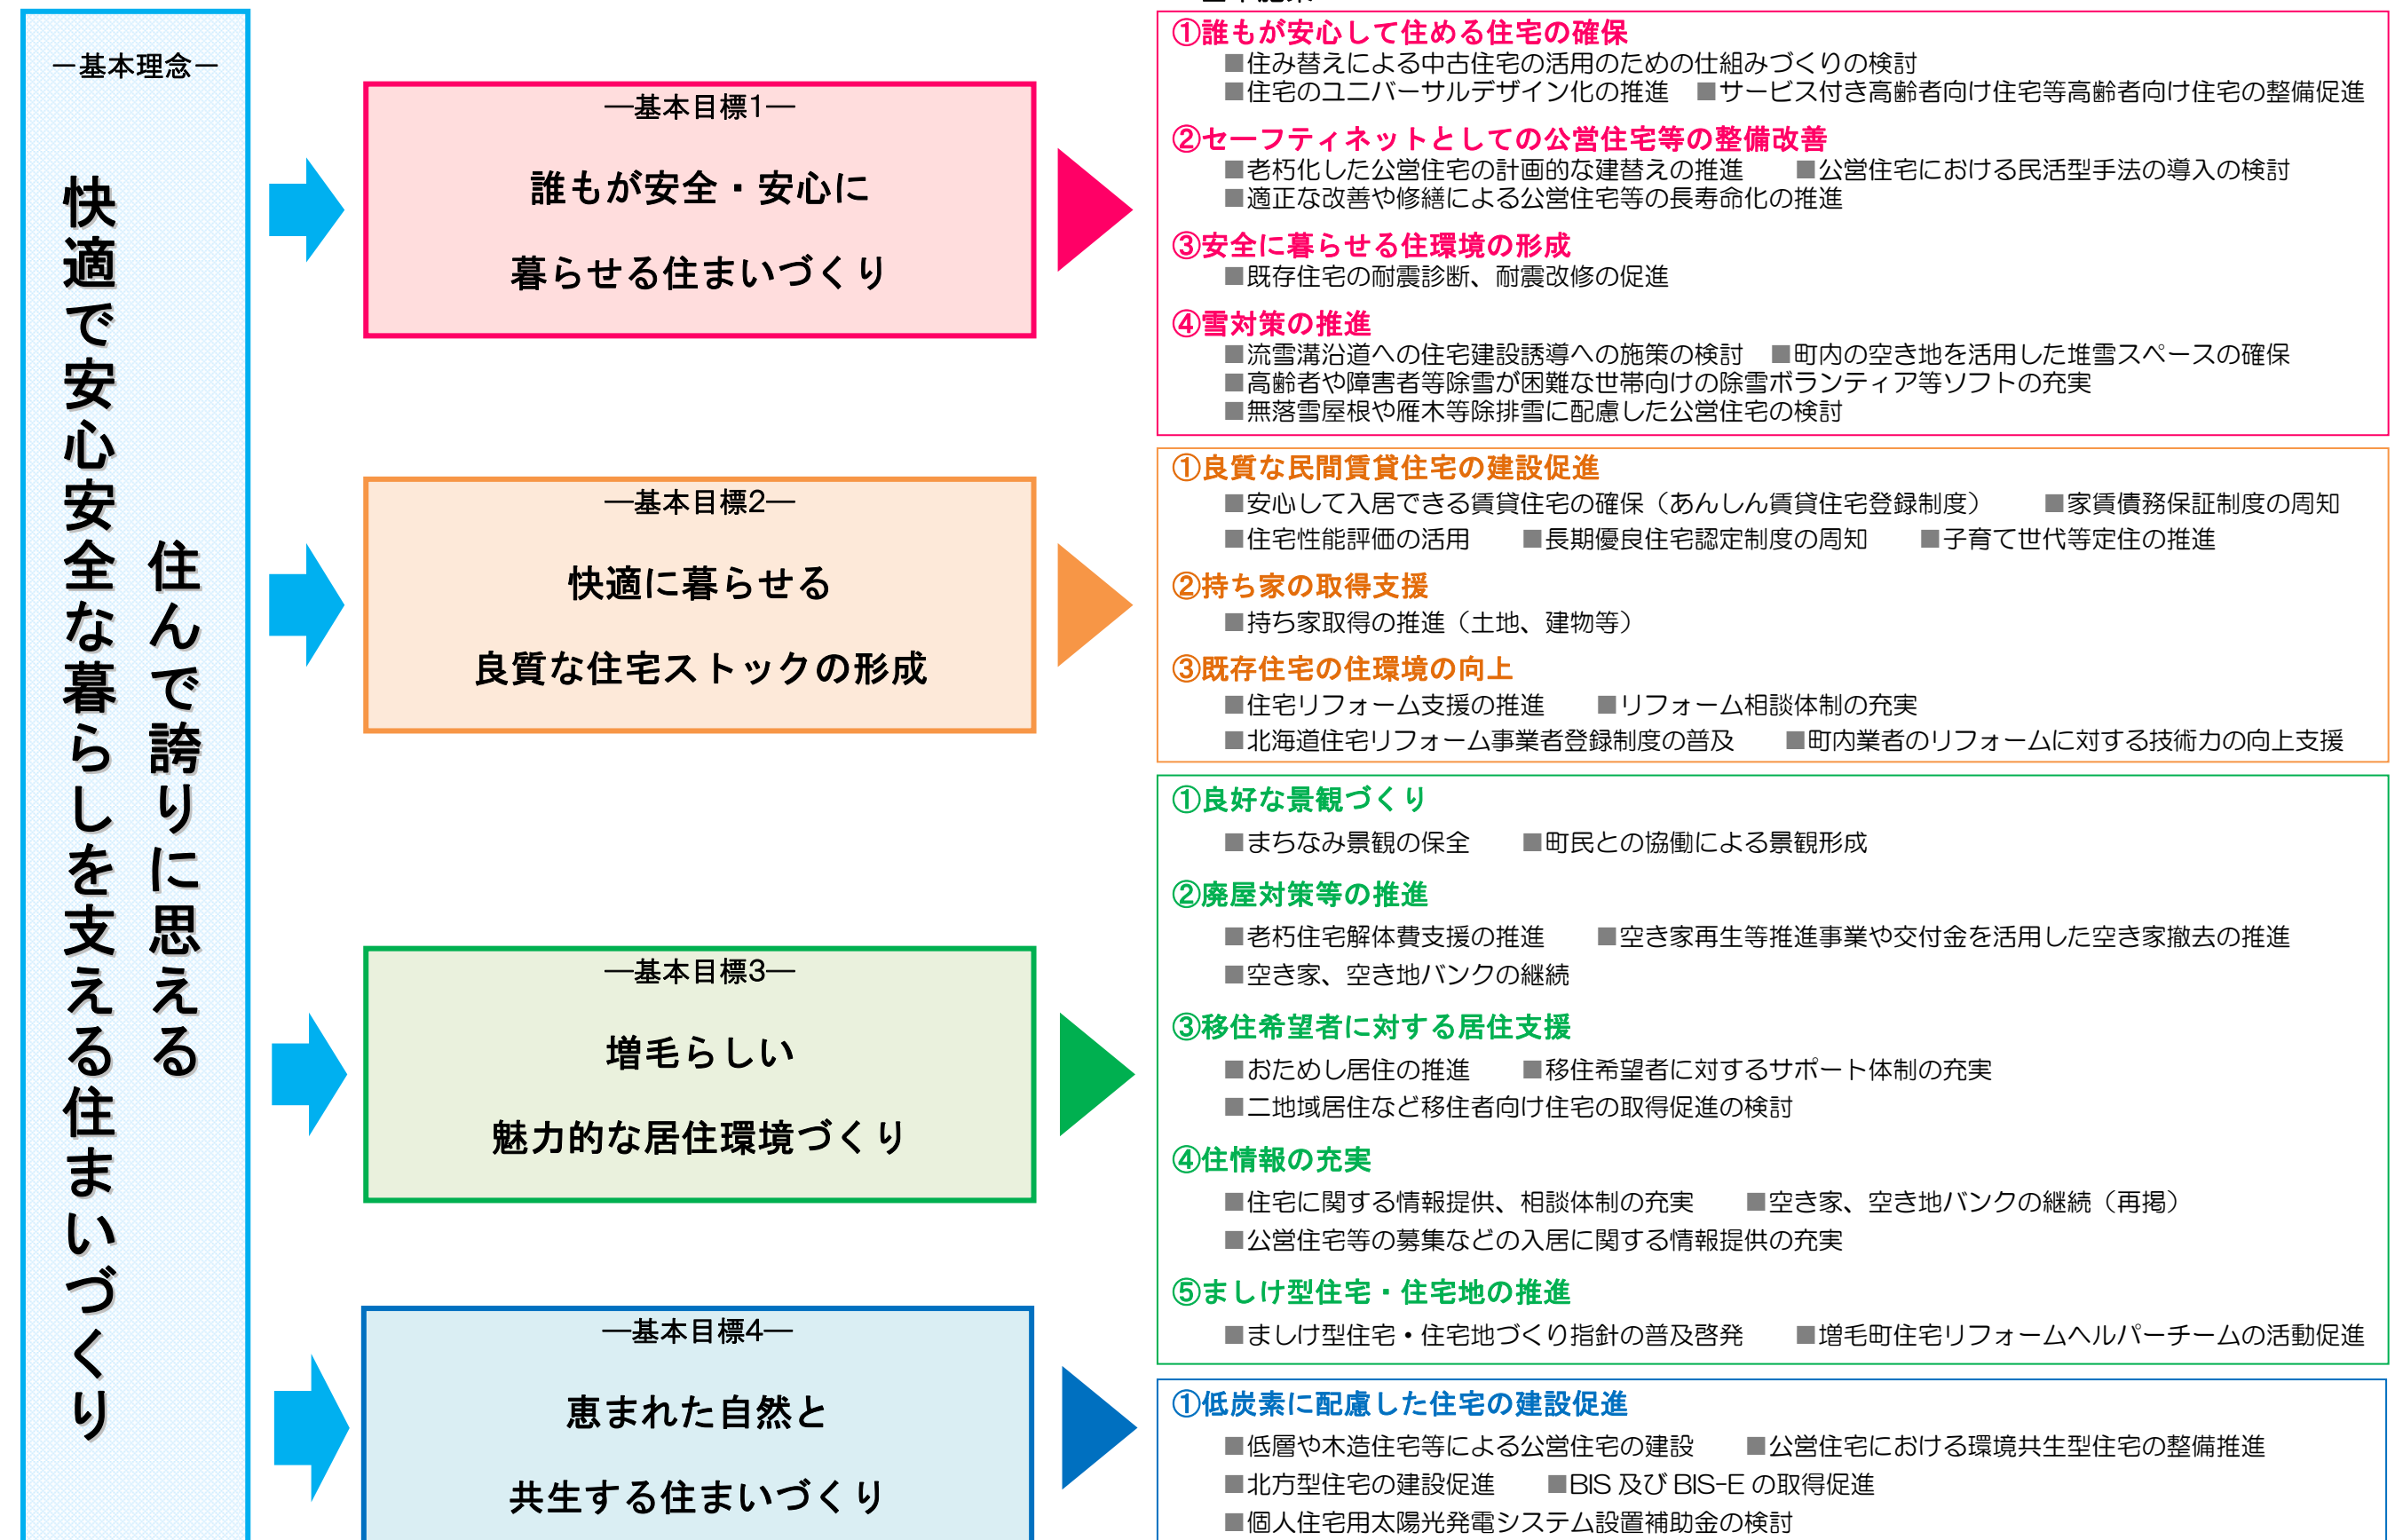 －基本理念－
住んで誇りに思える
快適で安心安全な暮らしを支える住まいづくり
―基本目標1―
誰もが安全・安心に
暮らせる住まいづくり
①誰もが安心して住める住宅の確保
■住み替えによる中古住宅の活用のための仕組みづくりの検討
■住宅のユニバーサルデザイン化の推進　■サービス付き高齢者向け住宅等高齢者向け住宅の整備促進
②セーフティネットとしての公営住宅等の整備改善
■老朽化した公営住宅の計画的な建替えの推進　■公営住宅における民活型手法の導入の検討
■適正な改善や修繕による公営住宅等の長寿命化の推進
③安全に暮らせる住環境の形成
■既存住宅の耐震診断、耐震改修の促進
④雪対策の推進
■流雪溝沿道への住宅建設誘導への施策の検討　■町内の空き地を活用した堆雪スペースの確保
■高齢者や障害者等除雪が困難な世帯向けの除雪ボランティア等ソフトの充実
■無落雪屋根や雁木等除排雪に配慮した公営住宅の検討
―基本目標2―
快適に暮らせる
良質な住宅ストックの形成
①良質な民間賃貸住宅の建設促進
■安心して入居できる賃貸住宅の確保（あんしん賃貸住宅登録制度）　■家賃債務保証制度の周知
■住宅性能評価の活用　■長期優良住宅認定制度の周知　■子育て世代等定住の推進
②持ち家の取得支援
■持ち家取得の推進（土地、建物等）
③既存住宅の住環境の向上
■住宅リフォーム支援の推進　■リフォーム相談体制の充実
■北海道住宅リフォーム事業者登録制度の普及　■町内業者のリフォームに対する技術力の向上支援
―基本目標3―
増毛らしい
魅力的な居住環境づくり
①良好な景観づくり
■まちなみ景観の保全　■町民との協働による景観形成
②廃屋対策等の推進
■老朽住宅解体費支援の推進　■空き家再生等推進事業や交付金を活用した空き家撤去の推進
■空き家、空き地バンクの継続
③移住希望者に対する居住支援
■おためし居住の推進　■移住希望者に対するサポート体制の充実
■二地域居住など移住者向け住宅の取得促進の検討
④住情報の充実
■住宅に関する情報提供、相談体制の充実　■空き家、空き地バンクの継続（再掲）
■公営住宅等の募集などの入居に関する情報提供の充実
⑤ましけ型住宅・住宅地の推進
■ましけ型住宅・住宅地づくり指針の普及啓発　■増毛町住宅リフォームヘルパーチームの活動促進
―基本目標4―
恵まれた自然と
共生する住まいづくり
①低炭素に配慮した住宅の建設促進
■低層や木造住宅等による公営住宅の建設　■公営住宅における環境共生型住宅の整備推進
■北方型住宅の建設促進　■BIS 及び BIS-E の取得促進
■個人住宅用太陽光発電システム設置補助金の検討